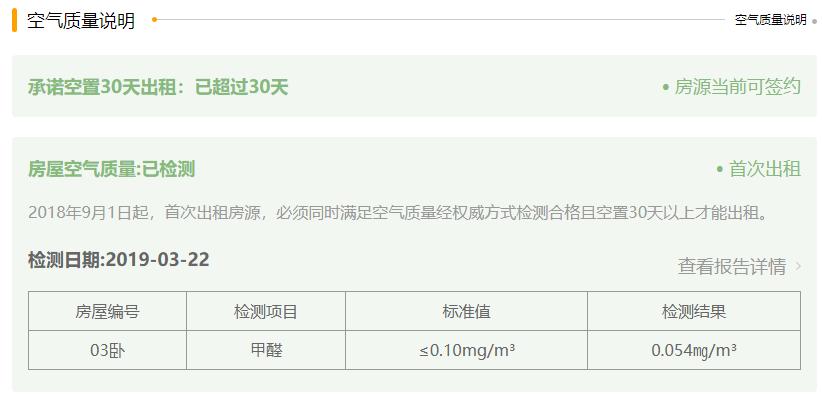 空气质量说明 空气质量说明
承诺空置30天出租：已超过30天 • 房源当前可签约
房屋空气质量:已检测 • 首次出租
2018年9月1日起，首次出租房源，必须同时满足空气质量经权威方式检测合格且空置30天以上才能出租。
检测日期:2019-03-22
查看报告详情 >
房屋编号 检测项目 标准值 检测结果
03卧 甲醛 ≤0.10mg/m³ 0.054㎎/m³